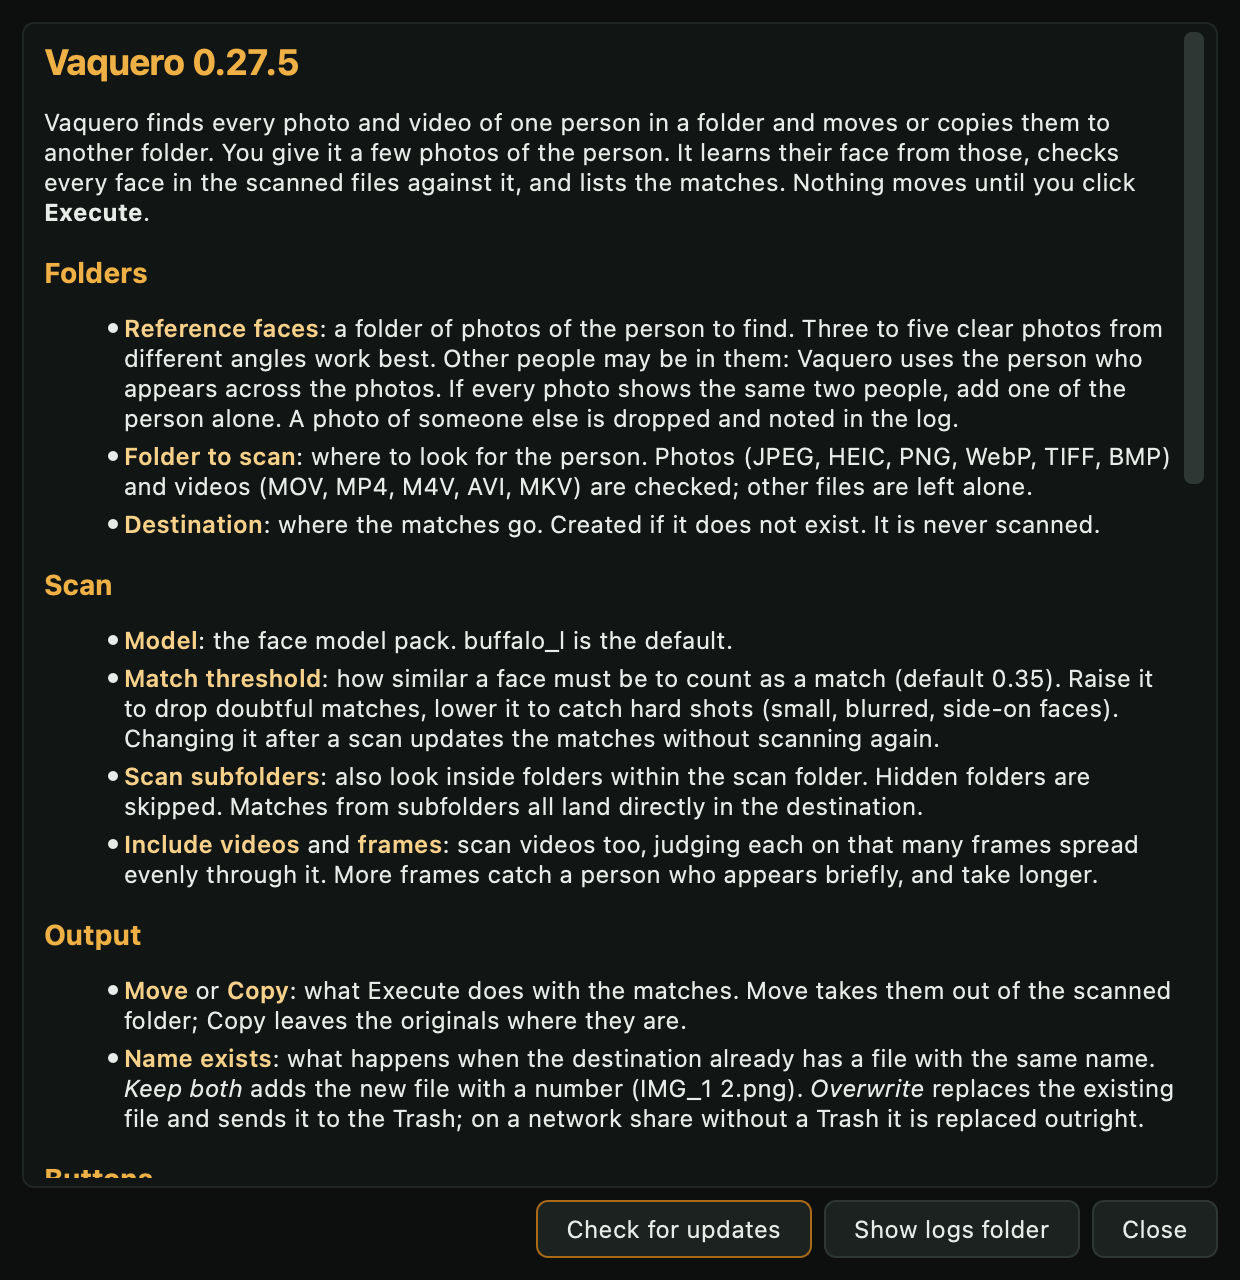 Vaquero 0.27.5
Vaquero finds every photo and video of one person in a folder and moves or copies them to
another folder. You give it a few photos of the person. It learns their face from those, checks
every face in the scanned files against it, and lists the matches. Nothing moves until you click
Execute.
Folders
• Reference faces: a folder of photos of the person to find. Three to five clear photos from
different angles work best. Other people may be in them: Vaquero uses the person who
appears across the photos. If every photo shows the same two people, add one of the
person alone. A photo of someone else is dropped and noted in the log.
• Folder to scan: where to look for the person. Photos (JPEG, HEIC, PNG, WebP, TIFF, BMP)
and videos (MOV, MP4, M4V, AVI, MKV) are checked; other files are left alone.
• Destination: where the matches go. Created if it does not exist. It is never scanned.
Scan
• Model: the face model pack. buffalo_l is the default.
• Match threshold: how similar a face must be to count as a match (default 0.35). Raise it
to drop doubtful matches, lower it to catch hard shots (small, blurred, side-on faces).
Changing it after a scan updates the matches without scanning again.
• Scan subfolders: also look inside folders within the scan folder. Hidden folders are
skipped. Matches from subfolders all land directly in the destination.
• Include videos and frames: scan videos too, judging each on that many frames spread
evenly through it. More frames catch a person who appears briefly, and take longer.
Output
• Move or Copy: what Execute does with the matches. Move takes them out of the scanned
folder; Copy leaves the originals where they are.
• Name exists: what happens when the destination already has a file with the same name.
Keep both adds the new file with a number (IMG_1 2.png). Overwrite replaces the existing
file and sends it to the Trash; on a network share without a Trash it is replaced outright.
Buttons
Check for updates
Show logs folder
Close